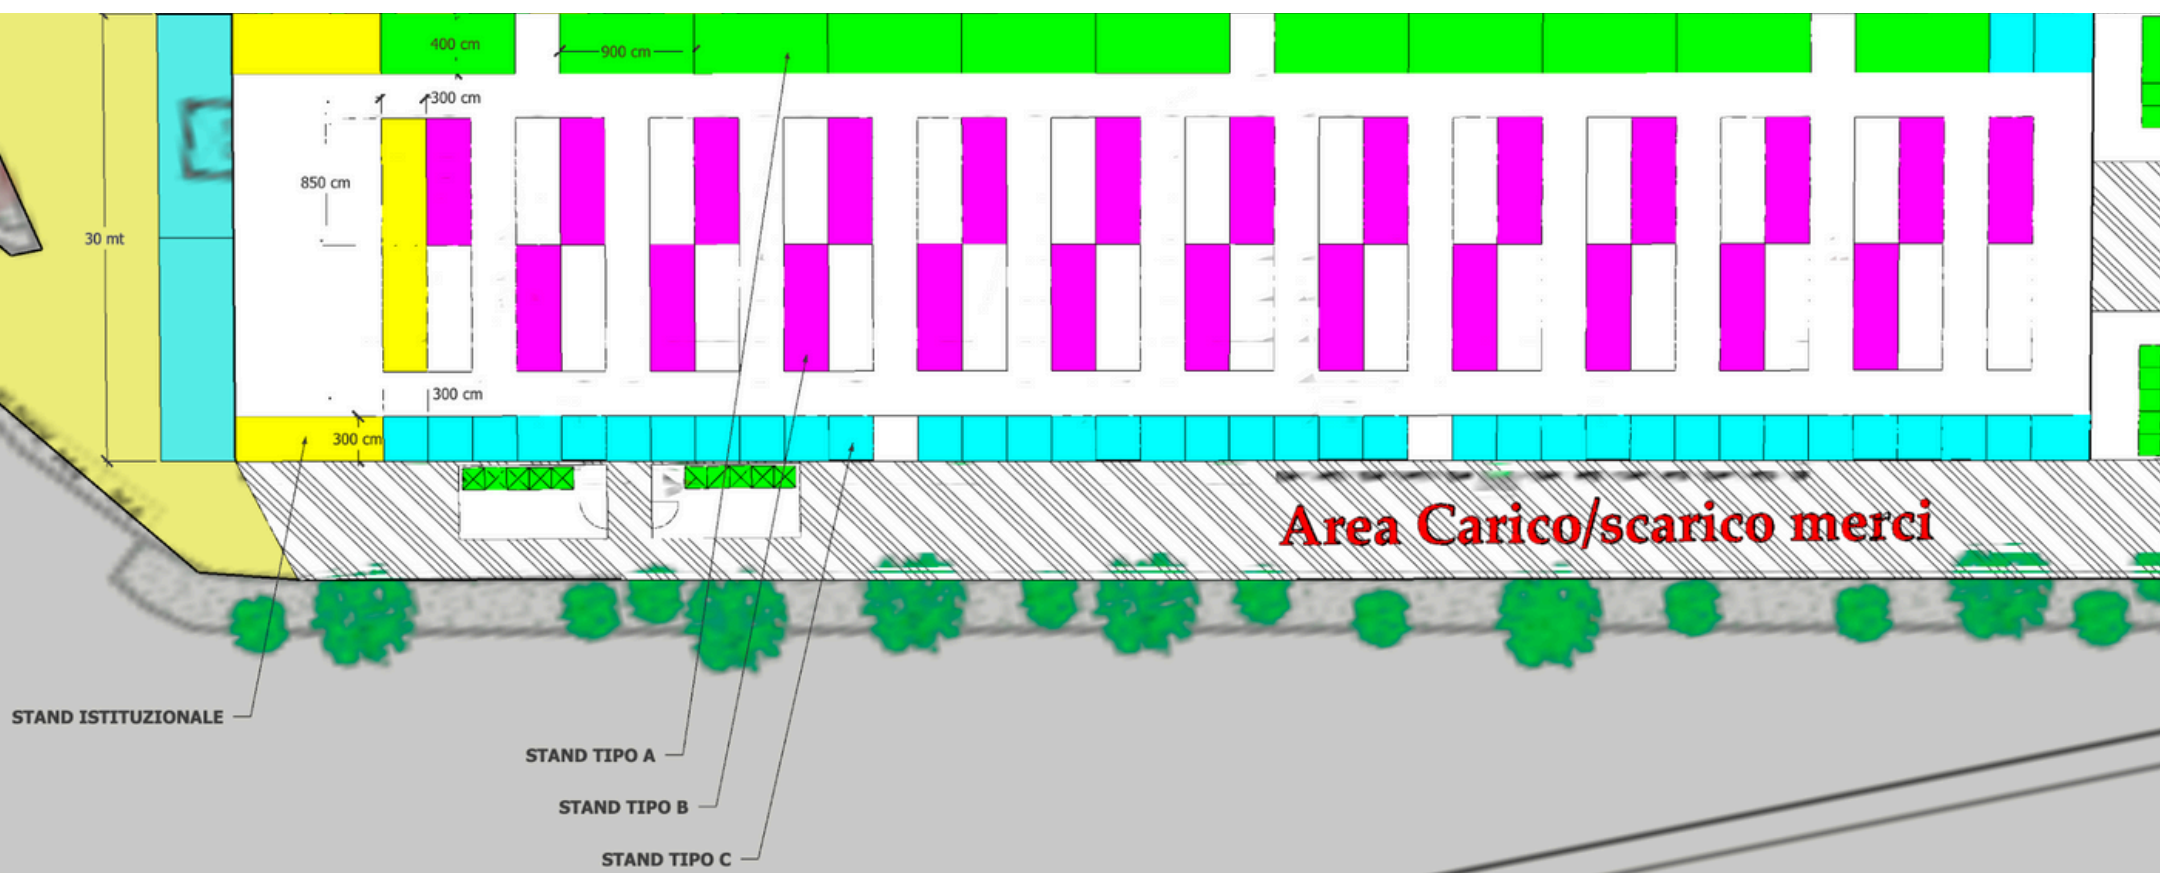 400 cm
900 cm
300 cm
850 cm
30 mt
300 cm
300 cm
Area Carico/scarico merci
STAND ISTITUZIONALE
STAND TIPO A
STAND TIPO B
STAND TIPO C